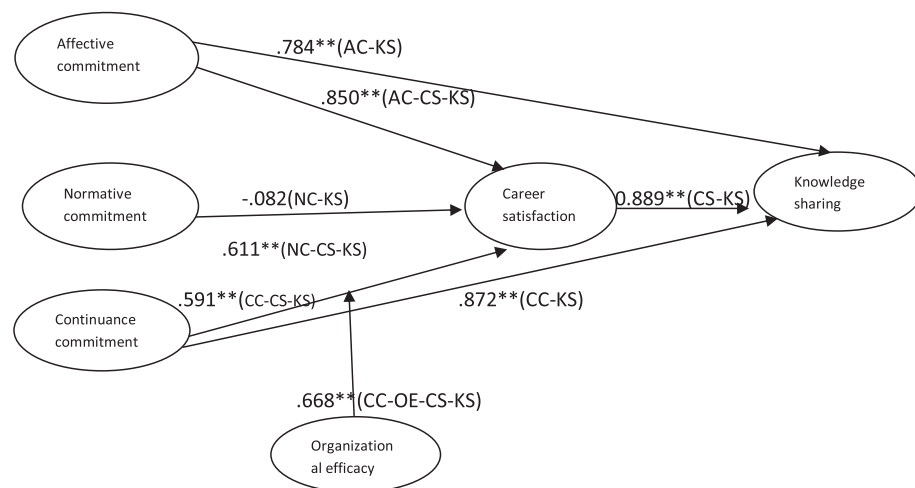 Affective
commitment
.784**(AC-KS)
.850**(AC-CS-KS)
Normative
commitment
-.082(NC-KS)
Career
satisfaction
0.889**(CS-KS)
Knowledge
sharing
.611**(NC-CS-KS)
.591**(CC-CS-KS)
.872**(CC-KS)
Continuance
commitment
.668**(CC-OE-CS-KS)
Organization
al efficacy